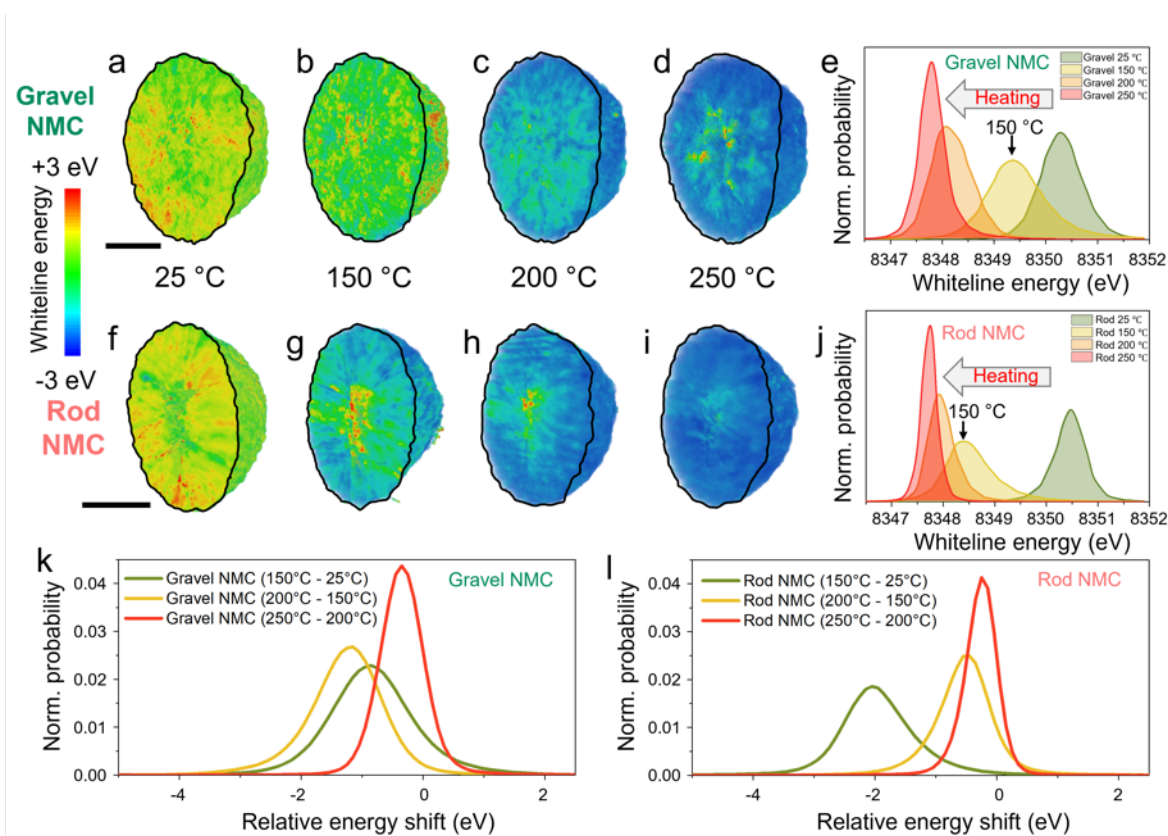 a
b
c
d
e
Gravel
NMC
+3 eV
Whiteline energy
-3 eV
Rod
NMC
25 °C
150 °C
200 °C
250 °C
f
g
h
i
j
Gravel NMC
Gravel 25 ℃
Gravel 150 ℃
Gravel 200 ℃
Gravel 250 ℃
Heating
150 °C
Norm. probability
8347 8348 8349 8350 8351 8352
Whiteline energy (eV)
Rod NMC
Rod 25 ℃
Rod 150 ℃
Rod 200 ℃
Rod 250 ℃
Heating
150 °C
Norm. probability
8347 8348 8349 8350 8351 8352
Whiteline energy (eV)
k
Gravel NMC (150°C - 25°C)
Gravel NMC (200°C - 150°C)
Gravel NMC (250°C - 200°C)
Gravel NMC
Norm. probability
0.04
0.03
0.02
0.01
0.00
-4 -2 0 2
Relative energy shift (eV)
l
Rod NMC (150°C - 25°C)
Rod NMC (200°C - 150°C)
Rod NMC (250°C - 200°C)
Rod NMC
Norm. probability
0.04
0.03
0.02
0.01
0.00
-4 -2 0 2
Relative energy shift (eV)